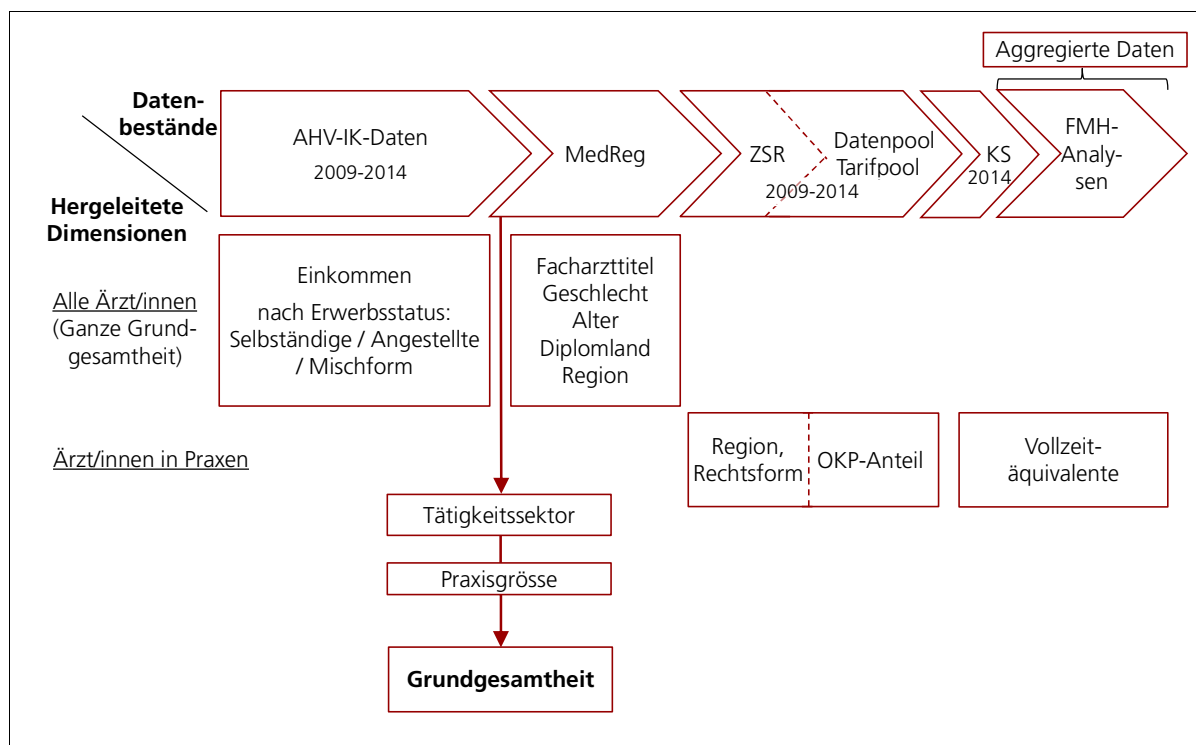 Aggregierte Daten
Daten-
bestände
AHV-IK-Daten
2009-2014
MedReg
ZSR
Datenpool
Tarifpool
2009-2014
KS
2014
FMH-
Analy-
sen
Hergeleitete
Dimensionen
Alle Ärzt/innen
(Ganze Grund-
gesamtheit)
Einkommen
nach Erwerbsstatus:
Selbständige / Angestellte
/ Mischform
Facharzttitel
Geschlecht
Alter
Diplomland
Region
Ärzt/innen in Praxen
Region,
Rechtsform
OKP-Anteil
Vollzeit-
äquivalente
Tätigkeitssektor
Praxisgrösse
Grundgesamtheit